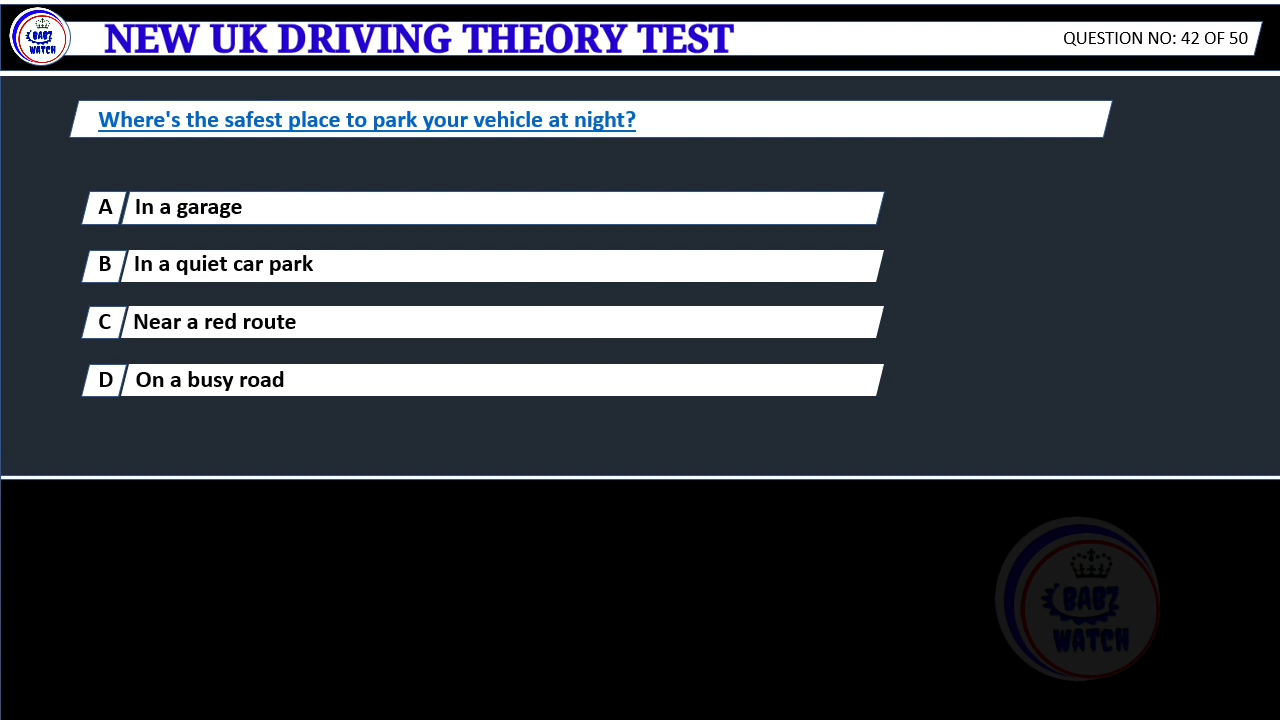 BABZ
WATCH
NEW UK DRIVING THEORY TEST
QUESTION NO: 42 OF 50
Where's the safest place to park your vehicle at night?
A In a garage
B In a quiet car park
C Near a red route
D On a busy road
BABZ
WATCH